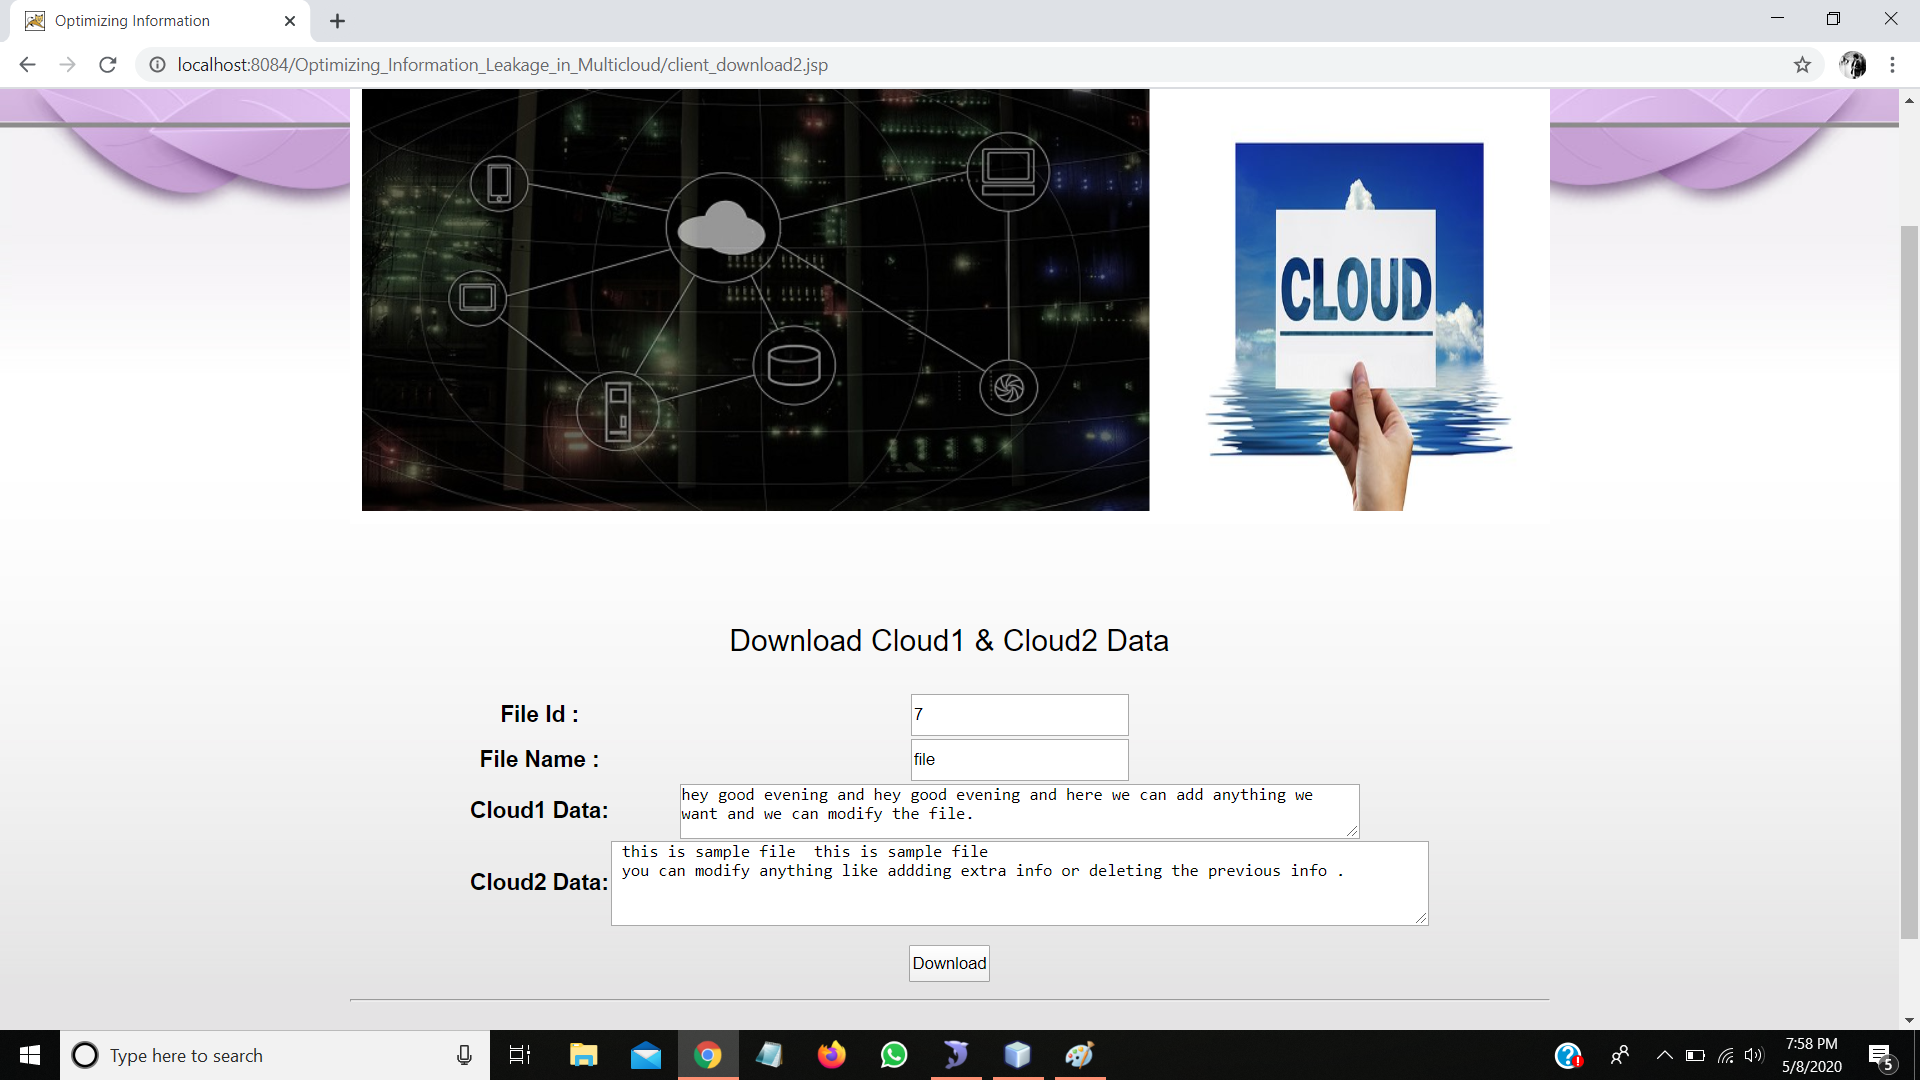 Optimizing Information
localhost:8084/Optimizing_Information_Leakage_in_Multicloud/client_download2.jsp
CLOUD
Download Cloud1 & Cloud2 Data
File Id :
7
File Name :
file
Cloud1 Data:
hey good evening and hey good evening and here we can add anything we
want and we can modify the file.
Cloud2 Data:
this is sample file  this is sample file
you can modify anything like addding extra info or deleting the previous info .
Download
Type here to search
7:58 PM
5/8/2020
5